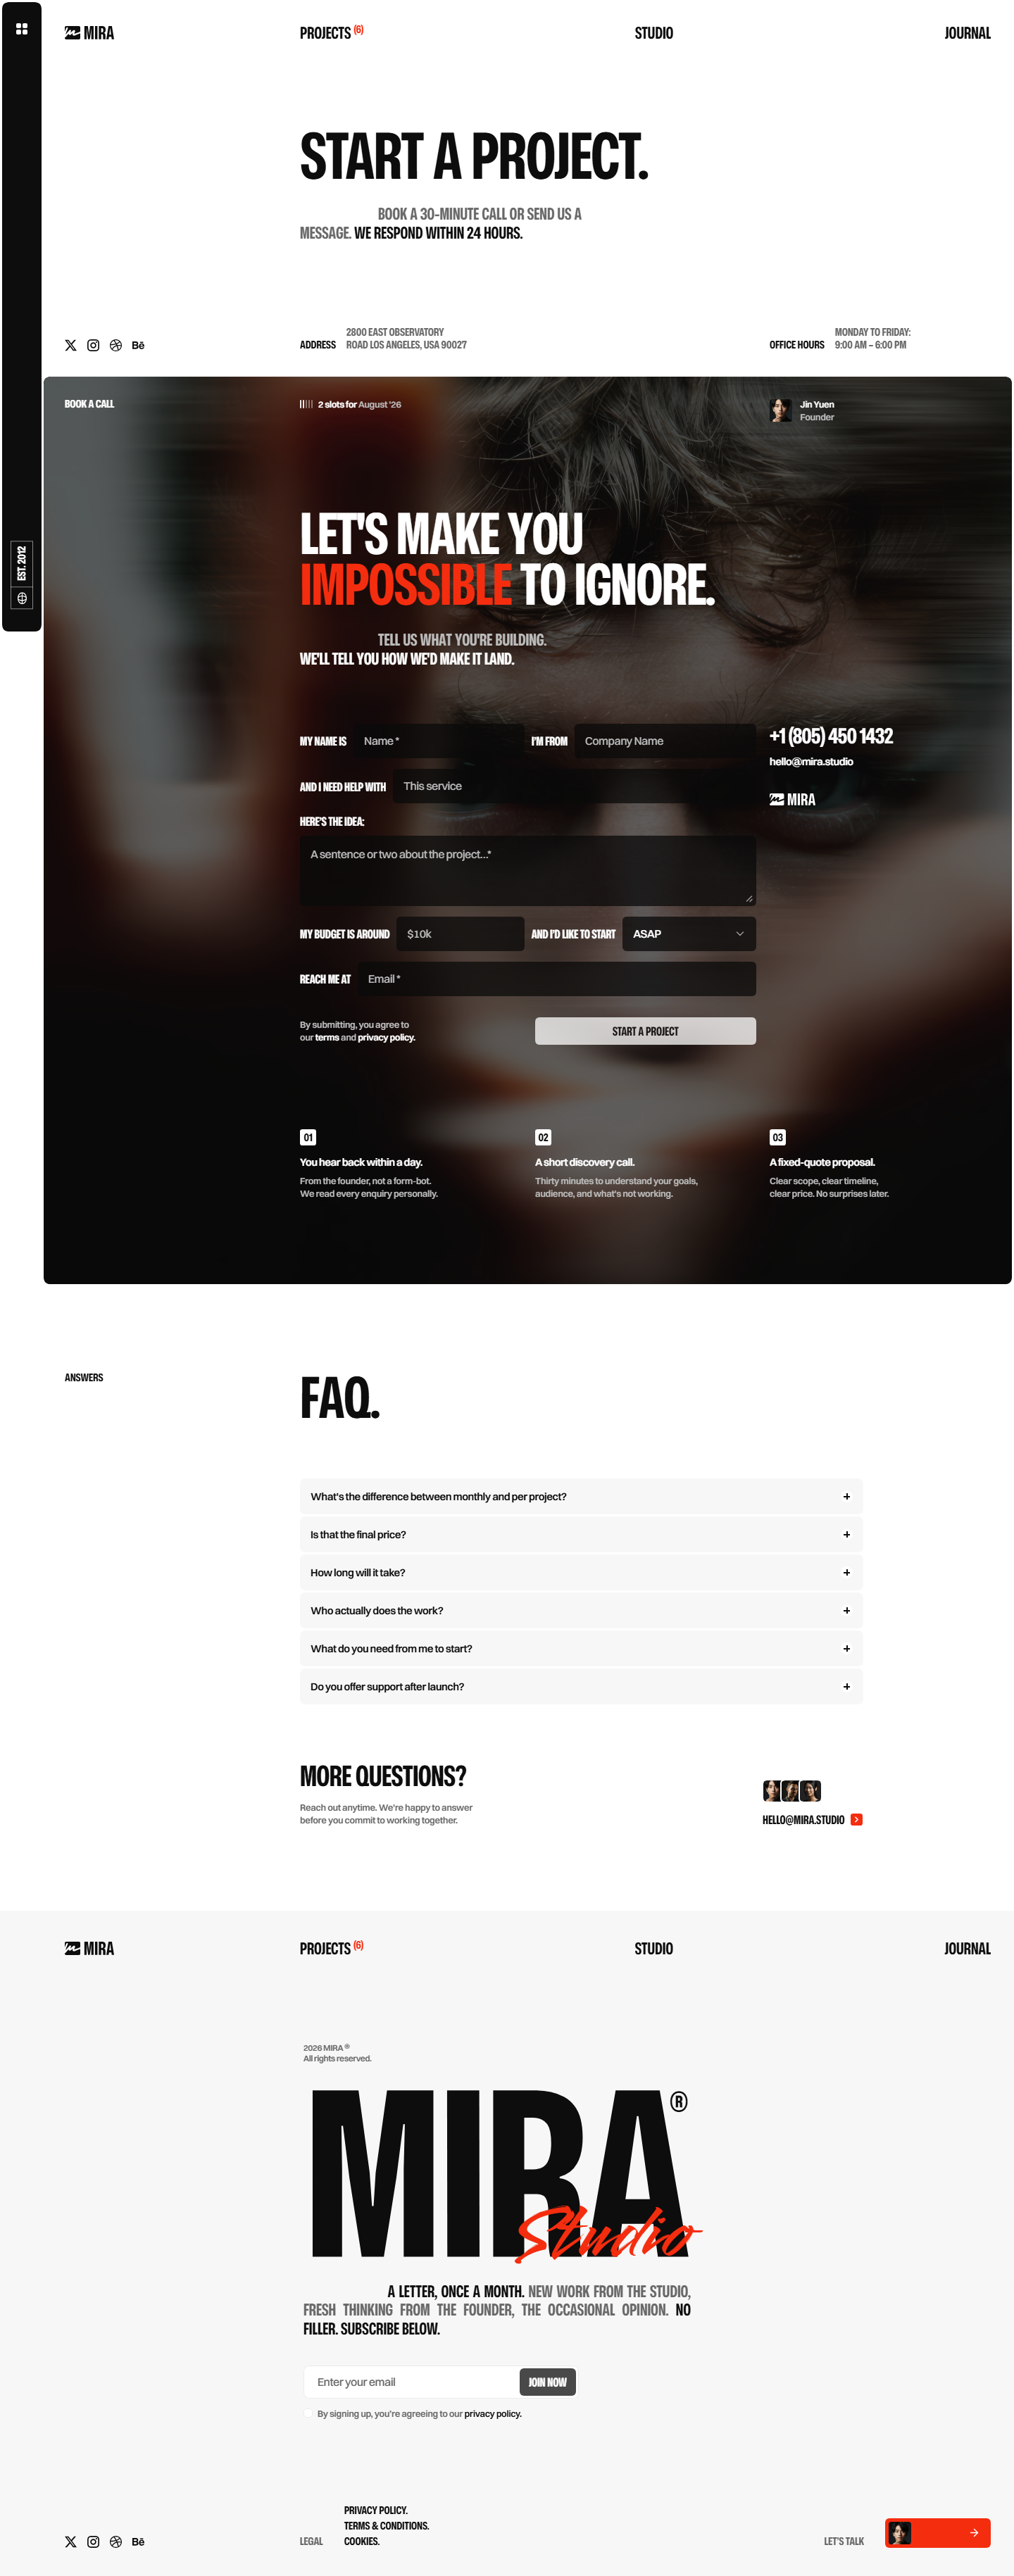 MIRA
PROJECTS (6)
STUDIO
JOURNAL
START A PROJECT.
BOOK A 30-MINUTE CALL OR SEND US A
MESSAGE. WE RESPOND WITHIN 24 HOURS.
Bē
ADDRESS
2800 EAST OBSERVATORY
ROAD LOS ANGELES, USA 90027
OFFICE HOURS
MONDAY TO FRIDAY:
9:00 AM – 6:00 PM
EST. 2012
BOOK A CALL
2 slots for August '26
Jin Yuen
Founder
LET'S MAKE YOU
IMPOSSIBLE TO IGNORE.
TELL US WHAT YOU'RE BUILDING.
WE'LL TELL YOU HOW WE'D MAKE IT LAND.
MY NAME IS
Name *
I'M FROM
Company Name
AND I NEED HELP WITH
This service
HERE'S THE IDEA:
A sentence or two about the project...*
MY BUDGET IS AROUND
$10k
AND I'D LIKE TO START
ASAP
REACH ME AT
Email *
By submitting, you agree to
our terms and privacy policy.
START A PROJECT
+1 (805) 450 1432
hello@mira.studio
MIRA
01
You hear back within a day.
From the founder, not a form-bot.
We read every enquiry personally.
02
A short discovery call.
Thirty minutes to understand your goals,
audience, and what's not working.
03
A fixed-quote proposal.
Clear scope, clear timeline,
clear price. No surprises later.
ANSWERS
FAQ.
What's the difference between monthly and per project?
Is that the final price?
How long will it take?
Who actually does the work?
What do you need from me to start?
Do you offer support after launch?
MORE QUESTIONS?
Reach out anytime. We're happy to answer
before you commit to working together.
HELLO@MIRA.STUDIO
MIRA
PROJECTS (6)
STUDIO
JOURNAL
2026 MIRA ®
All rights reserved.
MIRA®
Studio
A LETTER, ONCE A MONTH. NEW WORK FROM THE STUDIO,
FRESH THINKING FROM THE FOUNDER, THE OCCASIONAL OPINION. NO
FILLER. SUBSCRIBE BELOW.
Enter your email
JOIN NOW
By signing up, you're agreeing to our privacy policy.
Bē
LEGAL
PRIVACY POLICY.
TERMS & CONDITIONS.
COOKIES.
LET'S TALK